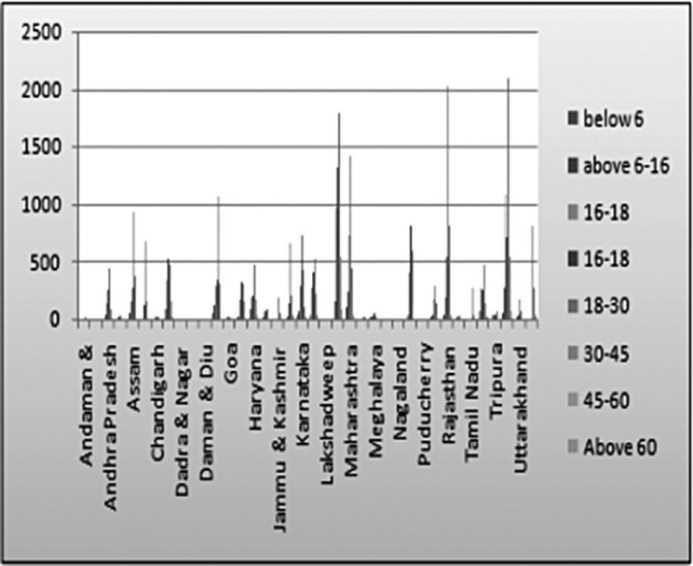 2500
2000
1500
1000
500
0
Andaman &
Andhra Pradesh
Assam
Chandigarh
Dadra & Nagar
Daman & Diu
Goa
Haryana
Jammu & Kashmir
Karnataka
Lakshadweep
Maharashtra
Meghalaya
Nagaland
Puducherry
Rajasthan
Tamil Nadu
Tripura
Uttarakhand
below 6
above 6-16
16-18
16-18
18-30
30-45
45-60
Above 60